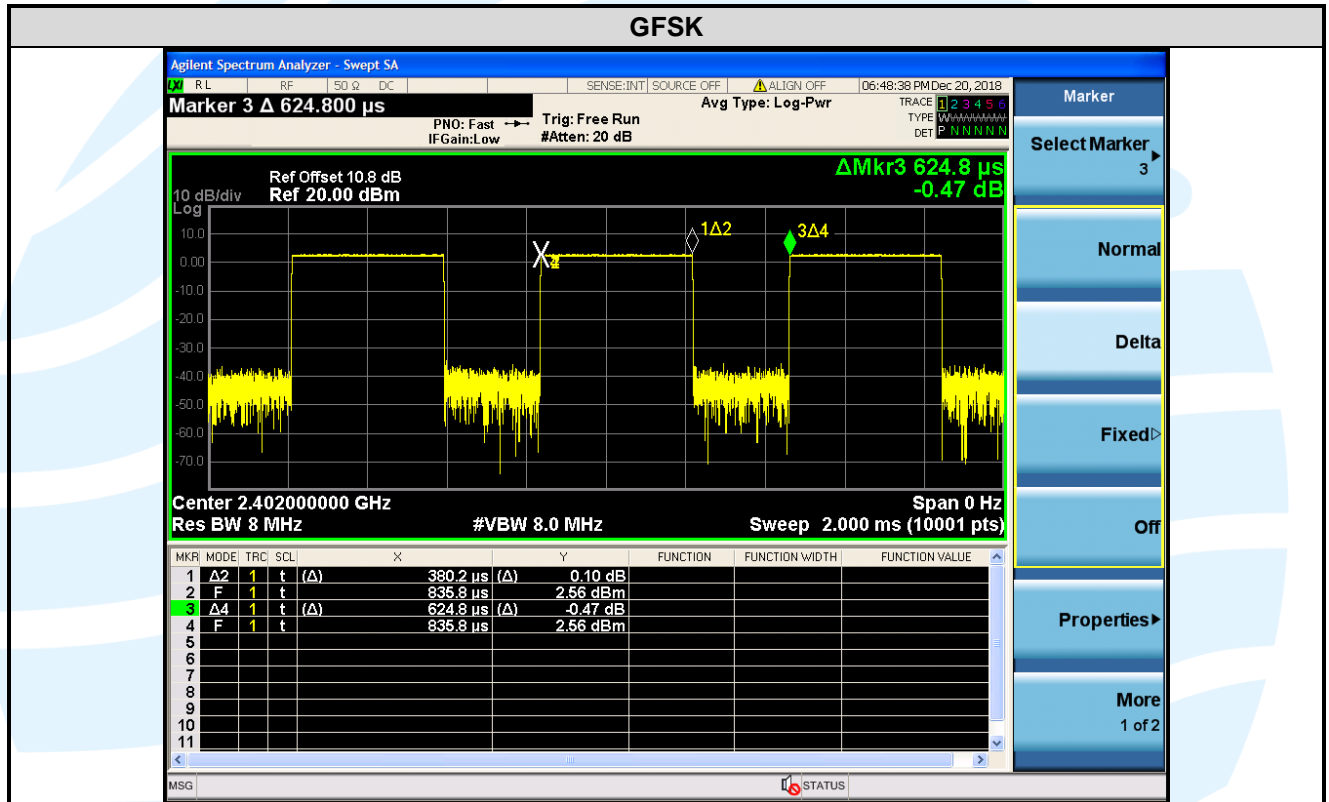 GFSK
Agilent Spectrum Analyzer - Swept SA
LXI RL RF 50 Ω DC SENSE:INT SOURCE OFF ⚠ALIGN OFF 06:48:38 PM Dec 20, 2018
Marker 3 Δ 624.800 µs
PNO: Fast
IFGain:Low
Trig: Free Run
#Atten: 20 dB
Avg Type: Log-Pwr
TRACE 1 2 3 4 5 6
TYPE
DET P N N N N N
ΔMkr3 624.8 µs
-0.47 dB
Ref Offset 10.8 dB
10 dB/div Ref 20.00 dBm
Log
10.0
0.00
-10.0
-20.0
-30.0
-40.0
-50.0
-60.0
-70.0
X
1Δ2
3Δ4
Center 2.402000000 GHz Span 0 Hz
Res BW 8 MHz #VBW 8.0 MHz Sweep 2.000 ms (10001 pts)
MKR MODE TRC SCL X Y FUNCTION FUNCTION WIDTH FUNCTION VALUE
1 Δ2 1 t (Δ) 380.2 µs (Δ) 0.10 dB
2 F 1 t 835.8 µs 2.56 dBm
3 Δ4 1 t (Δ) 624.8 µs (Δ) -0.47 dB
4 F 1 t 835.8 µs 2.56 dBm
5
6
7
8
9
10
11
MSG STATUS
Marker
Select Marker
3
Normal
Delta
Fixed
Off
Properties
More
1 of 2